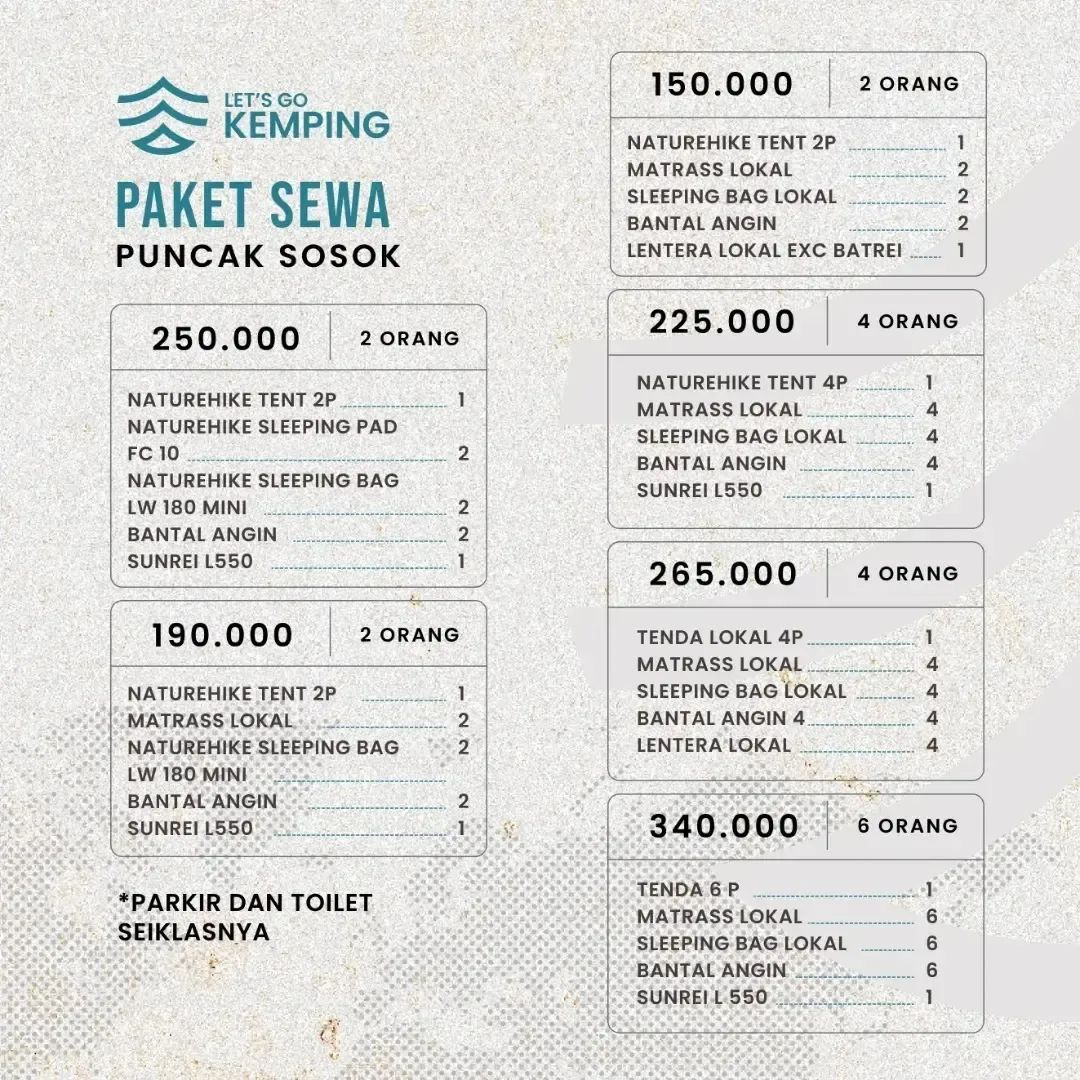 LET'S GO
KEMPING
PAKET SEWA
PUNCAK SOSOK
250.000 2 ORANG
NATUREHIKE TENT 2P 1
NATUREHIKE SLEEPING PAD
FC 10 2
NATUREHIKE SLEEPING BAG
LW 180 MINI 2
BANTAL ANGIN 2
SUNREI L550 1
190.000 2 ORANG
NATUREHIKE TENT 2P 1
MATRASS LOKAL 2
NATUREHIKE SLEEPING BAG 2
LW 180 MINI
BANTAL ANGIN 2
SUNREI L550 1
*PARKIR DAN TOILET
SEIKLASNYA
150.000 2 ORANG
NATUREHIKE TENT 2P 1
MATRASS LOKAL 2
SLEEPING BAG LOKAL 2
BANTAL ANGIN 2
LENTERA LOKAL EXC BATREI 1
225.000 4 ORANG
NATUREHIKE TENT 4P 1
MATRASS LOKAL 4
SLEEPING BAG LOKAL 4
BANTAL ANGIN 4
SUNREI L550 1
265.000 4 ORANG
TENDA LOKAL 4P 1
MATRASS LOKAL 4
SLEEPING BAG LOKAL 4
BANTAL ANGIN 4 4
LENTERA LOKAL 4
340.000 6 ORANG
TENDA 6 P 1
MATRASS LOKAL 6
SLEEPING BAG LOKAL 6
BANTAL ANGIN 6
SUNREI L 550 1